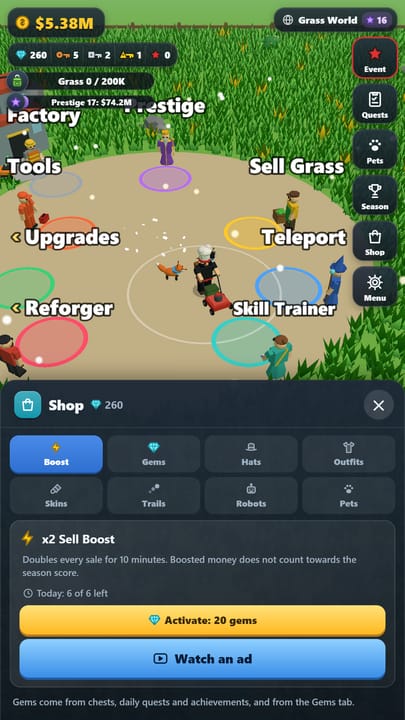 $5.38M
Grass World 16
260 5 2 1 0
Event
Grass 0 / 200K
Prestige 17: $74.2M
Prestige
Factory
Quests
Tools
Sell Grass
Pets
Season
Upgrades
Teleport
Shop
Reforger
Skill Trainer
Menu
Shop 260
Boost
Gems
Hats
Outfits
Skins
Trails
Robots
Pets
x2 Sell Boost
Doubles every sale for 10 minutes. Boosted money does not count towards the
season score.
Today: 6 of 6 left
Activate: 20 gems
Watch an ad
Gems come from chests, daily quests and achievements, and from the Gems tab.